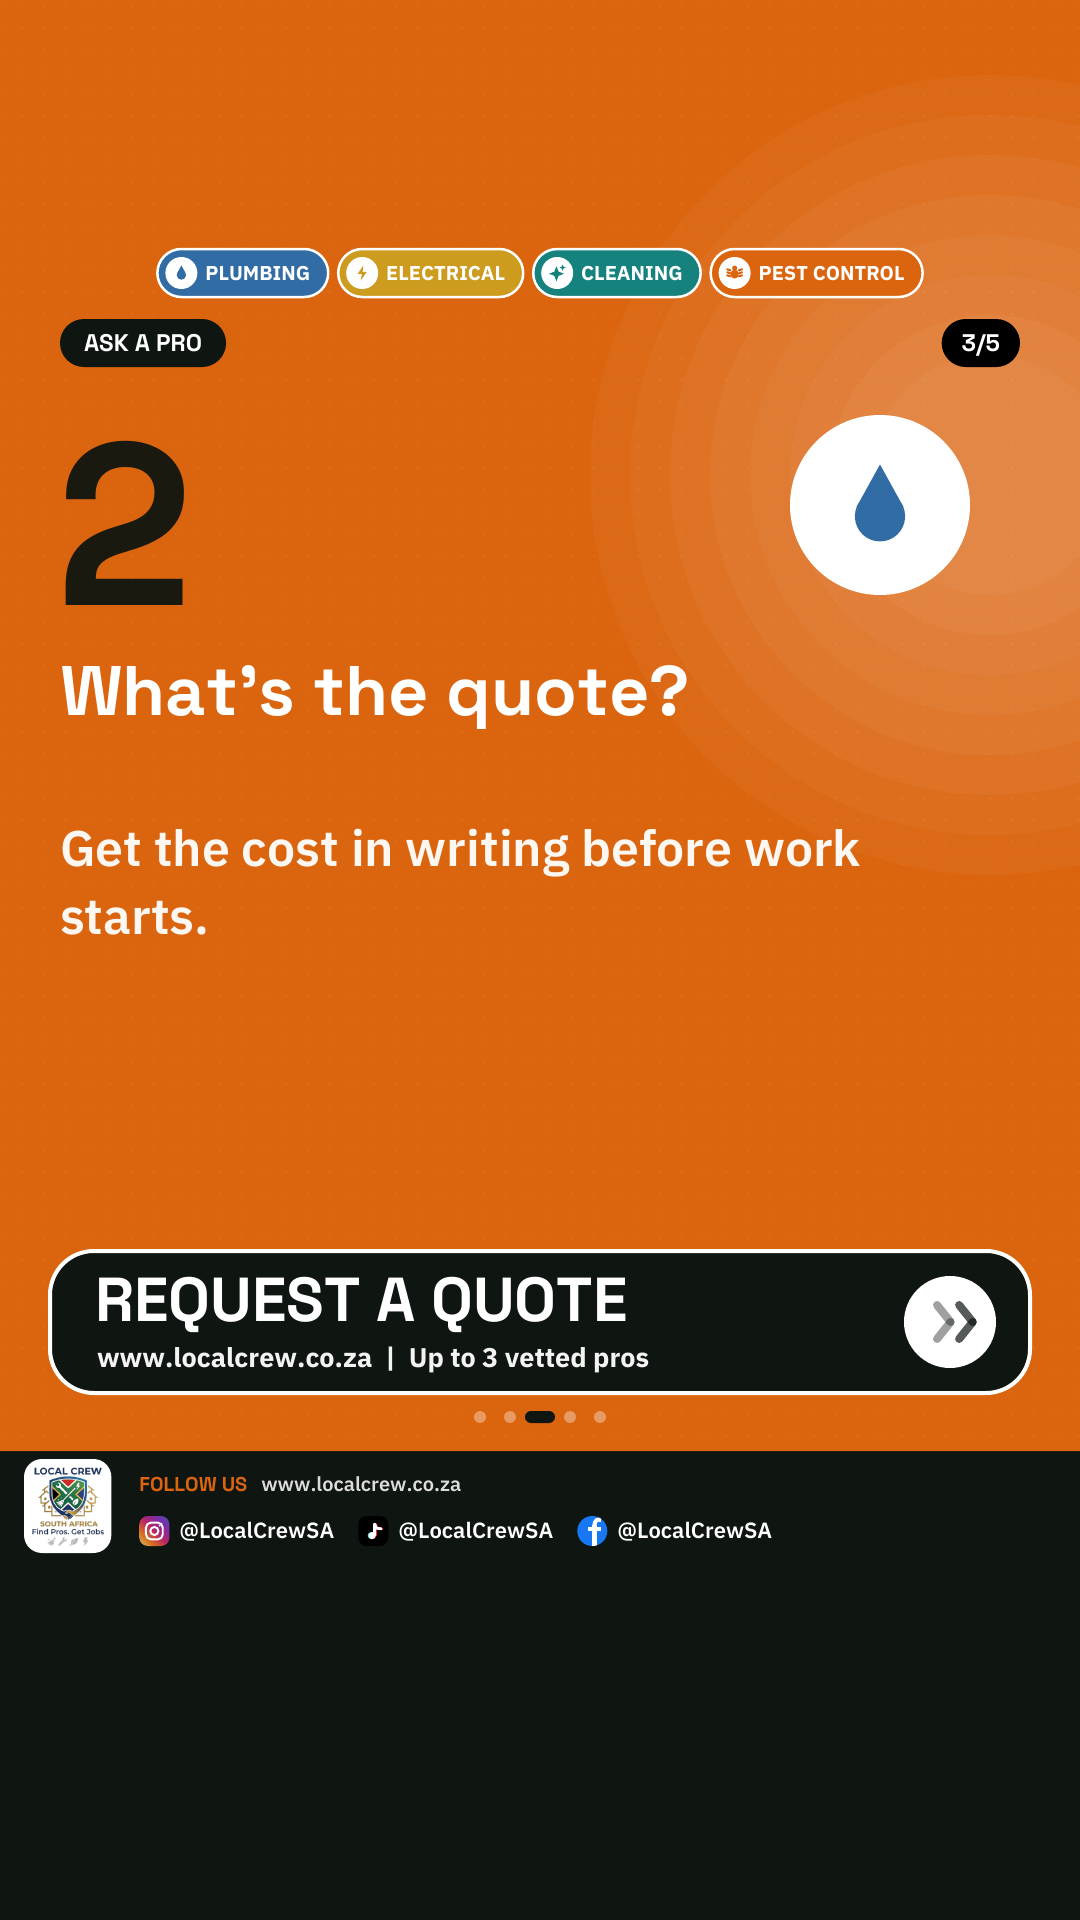 PLUMBING ELECTRICAL CLEANING PEST CONTROL
ASK A PRO 3/5
2
What’s the quote?
Get the cost in writing before work
starts.
REQUEST A QUOTE
www.localcrew.co.za | Up to 3 vetted pros
LOCAL CREW
SOUTH AFRICA
Find Pros. Get Jobs
FOLLOW US www.localcrew.co.za
@LocalCrewSA @LocalCrewSA @LocalCrewSA